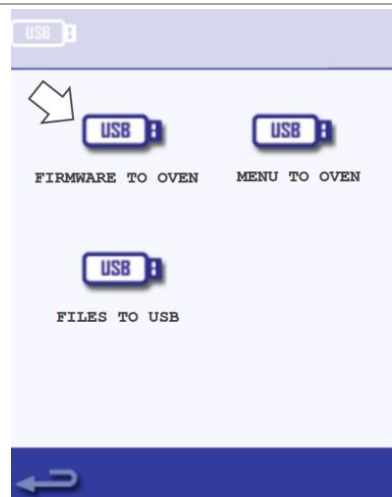 USB
USB USB
FIRMWARE TO OVEN MENU TO OVEN
USB
FILES TO USB